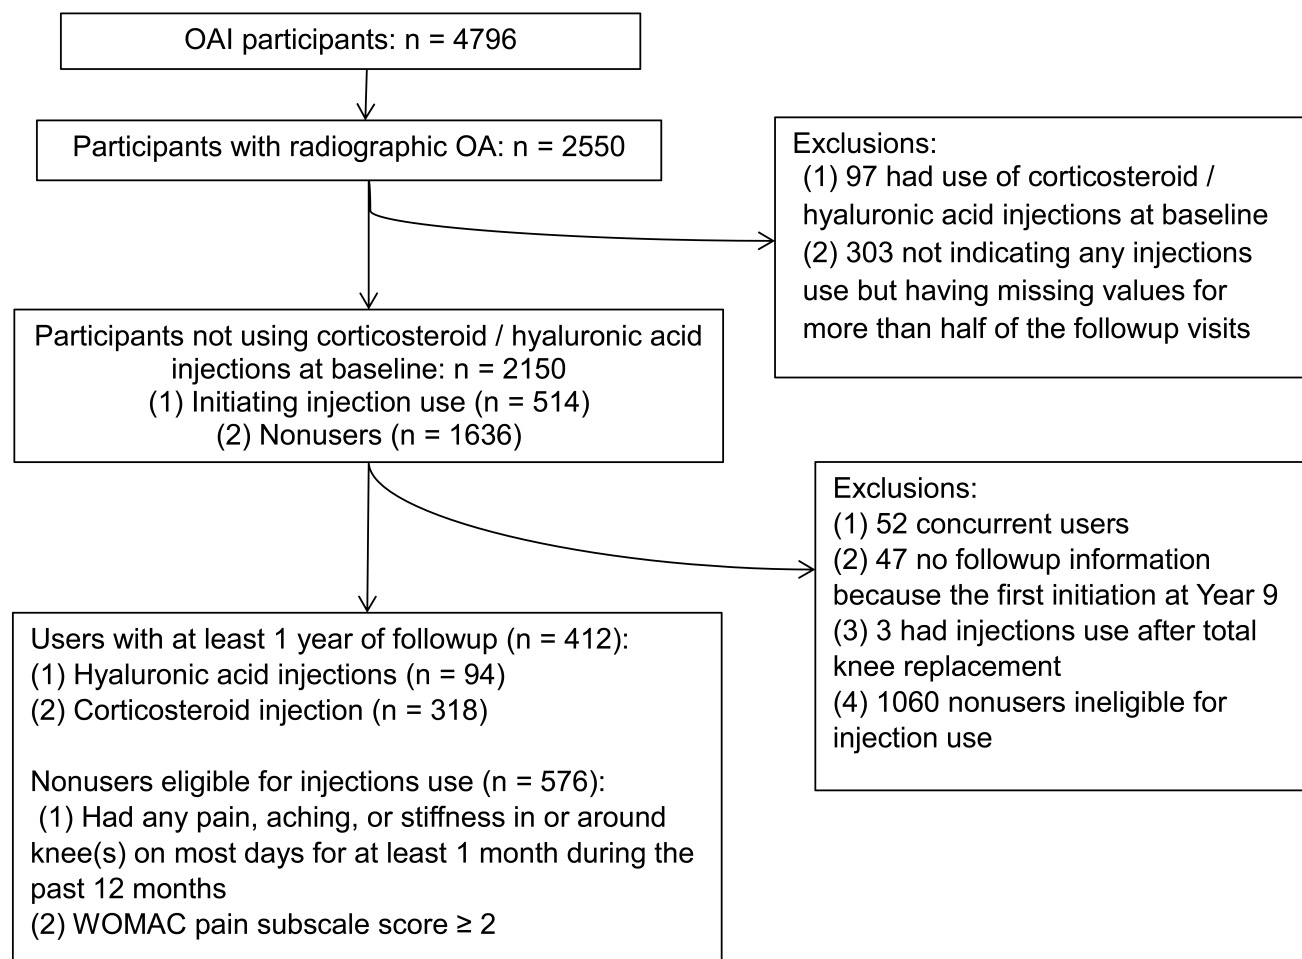 OAI participants: n = 4796
Participants with radiographic OA: n = 2550
Exclusions:
(1) 97 had use of corticosteroid /
hyaluronic acid injections at baseline
(2) 303 not indicating any injections
use but having missing values for
more than half of the followup visits
Participants not using corticosteroid / hyaluronic acid
injections at baseline: n = 2150
(1) Initiating injection use (n = 514)
(2) Nonusers (n = 1636)
Exclusions:
(1) 52 concurrent users
(2) 47 no followup information
because the first initiation at Year 9
(3) 3 had injections use after total
knee replacement
(4) 1060 nonusers ineligible for
injection use
Users with at least 1 year of followup (n = 412):
(1) Hyaluronic acid injections (n = 94)
(2) Corticosteroid injection (n = 318)
Nonusers eligible for injections use (n = 576):
(1) Had any pain, aching, or stiffness in or around
knee(s) on most days for at least 1 month during the
past 12 months
(2) WOMAC pain subscale score ≥ 2